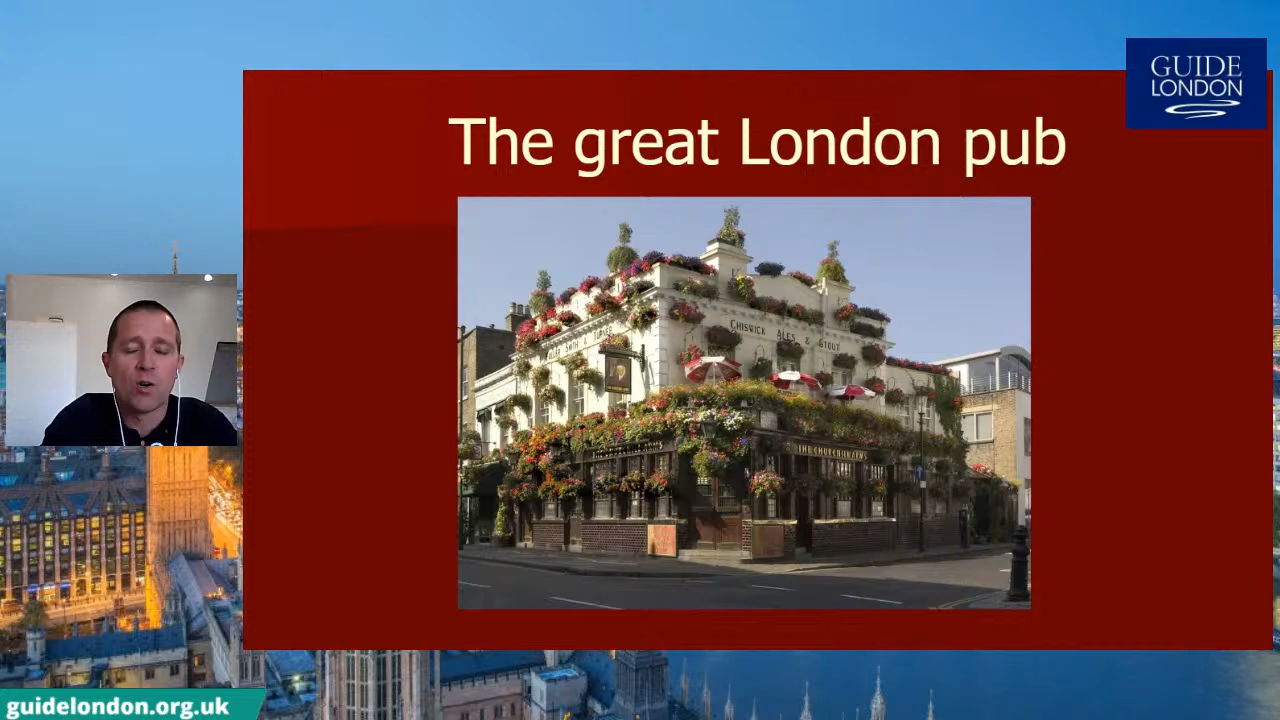 GUIDE
LONDON
The great London pub
CHISWICK ALES & STOUT
THE CHURCHILL ARMS
guidelondon.org.uk